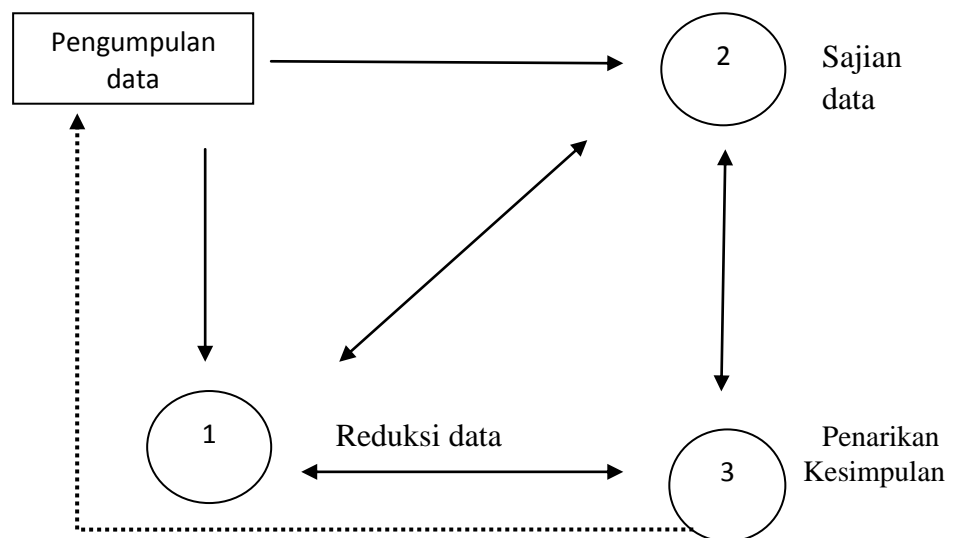 Pengumpulan
data
2
Sajian
data
1
Reduksi data
3
Penarikan
Kesimpulan